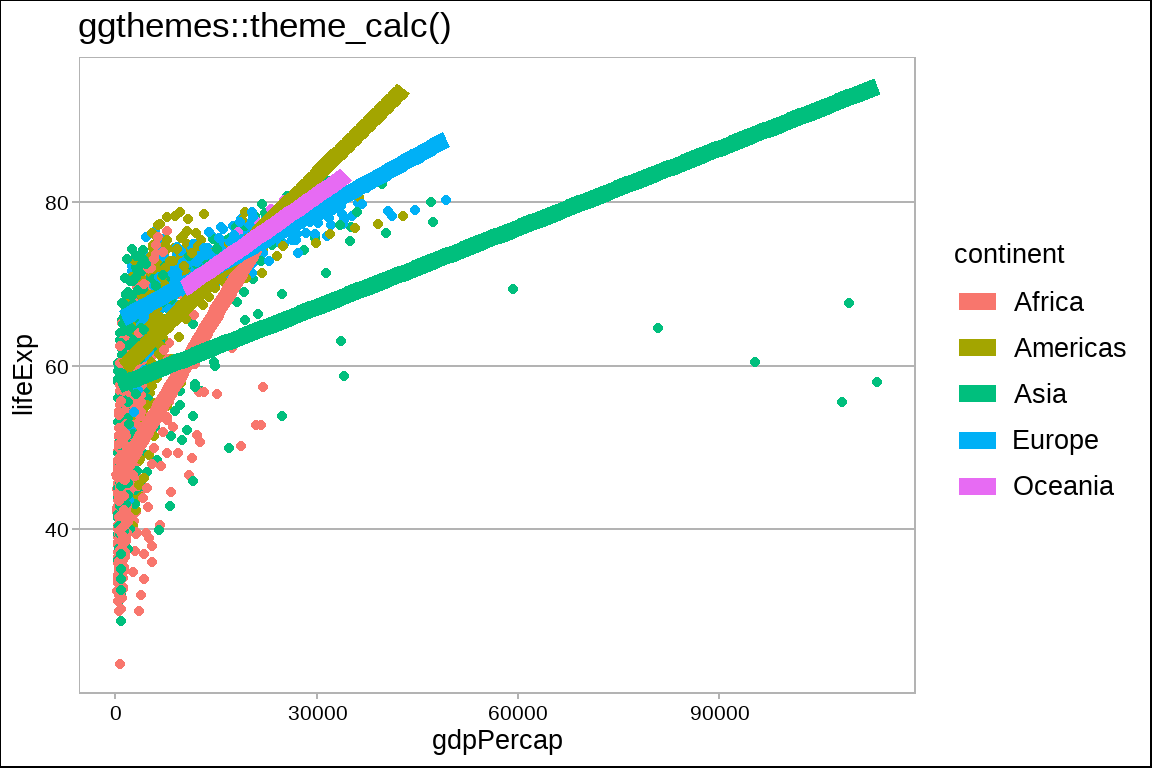 ggthemes::theme_calc()
lifeExp
80
60
40
0
30000
60000
90000
gdpPercap
continent
Africa
Americas
Asia
Europe
Oceania